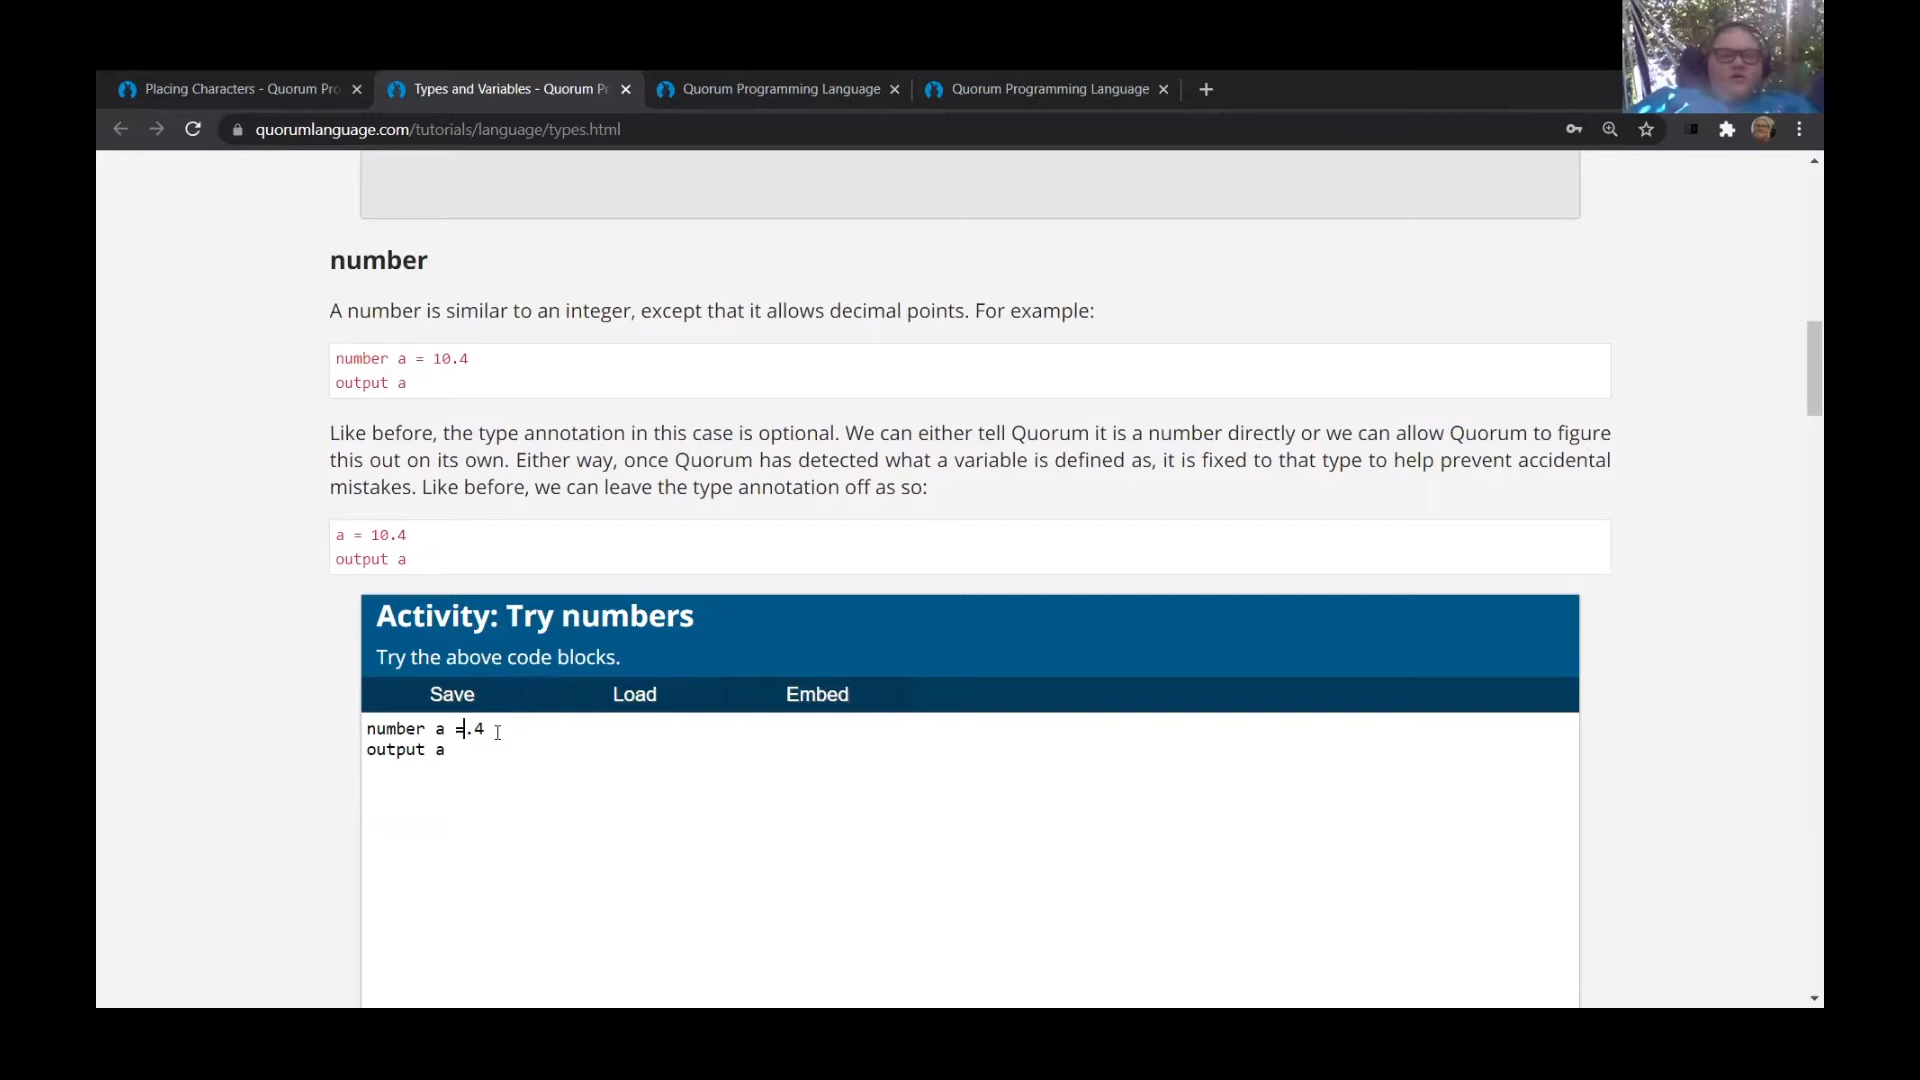 Placing Characters - Quorum Pro
Types and Variables - Quorum Pr
Quorum Programming Language
Quorum Programming Language
quorumlanguage.com/tutorials/language/types.html
number
A number is similar to an integer, except that it allows decimal points. For example:
number a = 10.4
output a
Like before, the type annotation in this case is optional. We can either tell Quorum it is a number directly or we can allow Quorum to figure
this out on its own. Either way, once Quorum has detected what a variable is defined as, it is fixed to that type to help prevent accidental
mistakes. Like before, we can leave the type annotation off as so:
a = 10.4
output a
Activity: Try numbers
Try the above code blocks.
Save Load Embed
number a =.4
output a